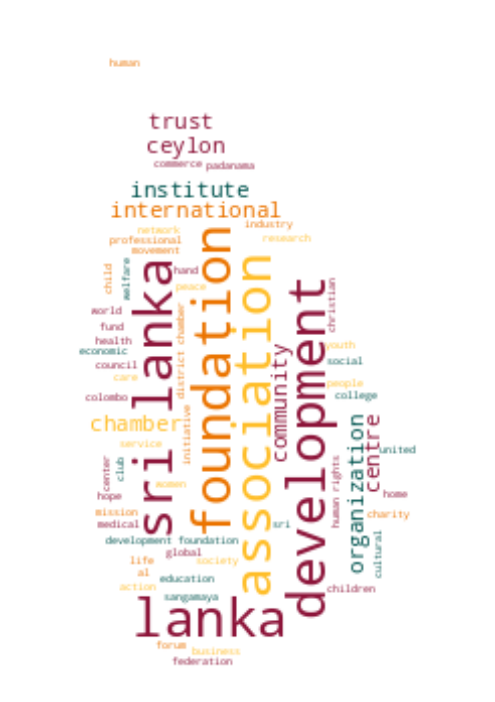 human
trust
ceylon
commerce
padanama
institute
international
network
industry
professional
research
movement
sri lanka
foundation
association
development
hand
welfare
child
peace
christian
world
district chamber
fund
health
economic
community
youth
social
council
care
people
colombo
college
chamber
initiative
centre
organization
service
united
center
club
human rights
women
hope
home
mission
charity
medical
sri
cultural
development foundation
global
life
society
al
education
action
children
sangamaya
lanka
forum
business
federation